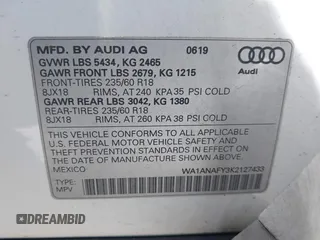 MFD. BY AUDI AG 0619
GVWR LBS 5434, KG 2465
GAWR FRONT LBS 2679, KG 1215
FRONT-TIRES 235/60 R18
8JX18 RIMS, AT 240 KPA 35 PSI COLD
GAWR REAR LBS 3042, KG 1380
REAR-TIRES 235/60 R18
8JX18 RIMS, AT 260 KPA 38 PSI COLD
THIS VEHICLE CONFORMS TO ALL APPLICABLE
U.S. FEDERAL MOTOR VEHICLE SAFETY
AND THEFT PREVENTION STANDARDS IN EFFECT
ON THE DATE OF MANUFACTURE SHOWN ABOVE.
MEXICO WA1ANAFY3K2127433
TYPE:
MPV
Audi
DREAMBID.COM